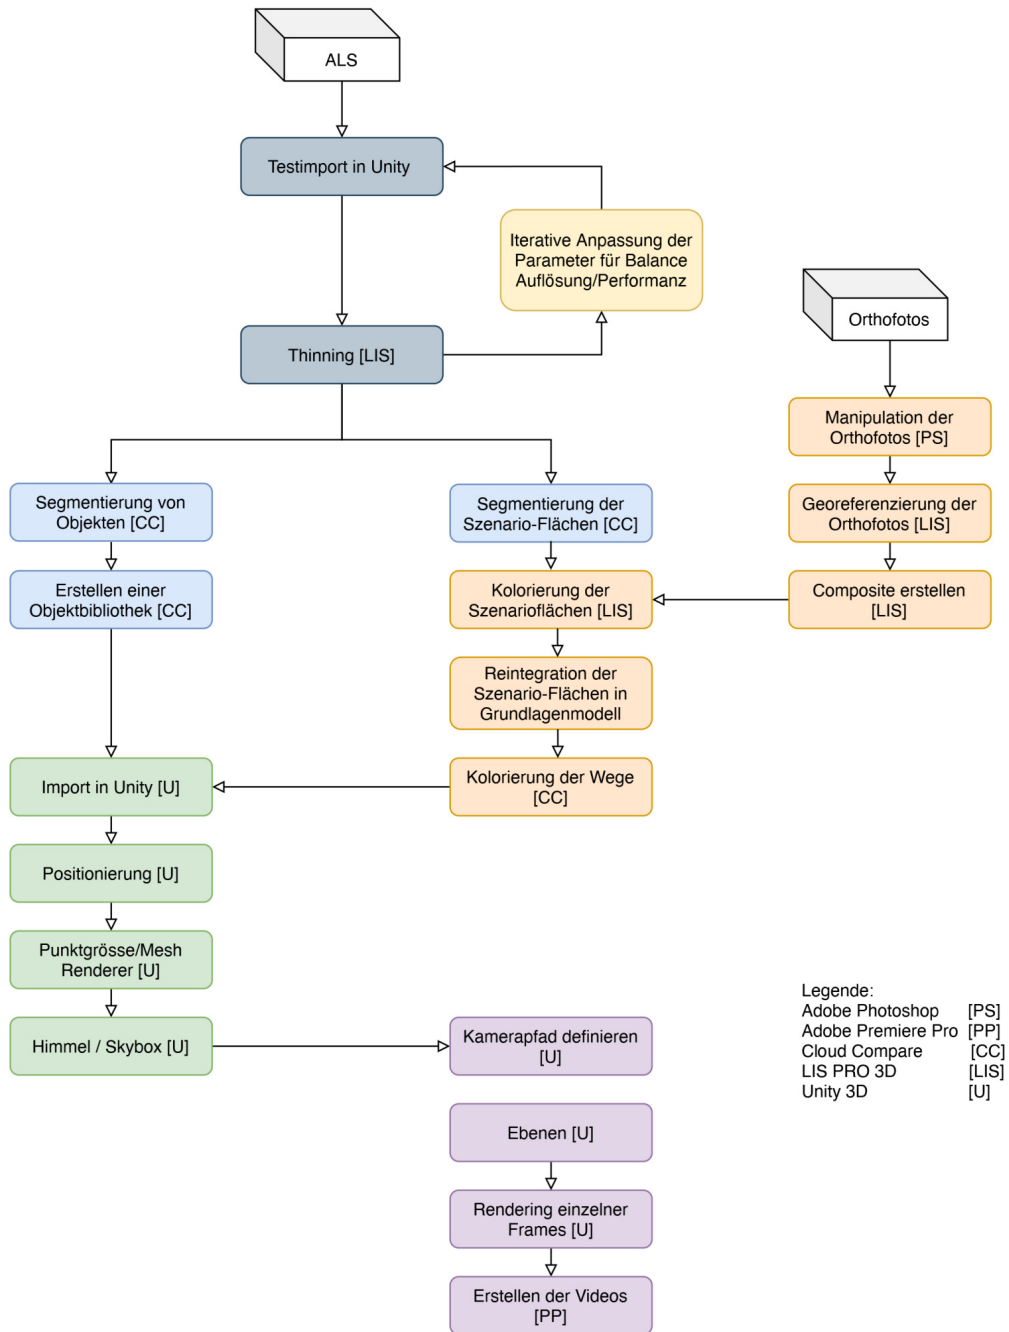 ALS
Testimport in Unity
Iterative Anpassung der
Parameter für Balance
Auflösung/Performanz
Orthofotos
Thinning [LIS]
Manipulation der
Orthofotos [PS]
Segmentierung von
Objekten [CC]
Segmentierung der
Szenario-Flächen [CC]
Georeferenzierung der
Orthofotos [LIS]
Erstellen einer
Objektbibliothek [CC]
Kolorierung der
Szenarioflächen [LIS]
Composite erstellen
[LIS]
Reintegration der
Szenario-Flächen in
Grundlagenmodell
Import in Unity [U]
Kolorierung der Wege
[CC]
Positionierung [U]
Punktgrösse/Mesh
Renderer [U]
Himmel / Skybox [U]
Kamerapfad definieren
[U]
Ebenen [U]
Rendering einzelner
Frames [U]
Erstellen der Videos
[PP]
Legende:
Adobe Photoshop [PS]
Adobe Premiere Pro [PP]
Cloud Compare [CC]
LIS PRO 3D [LIS]
Unity 3D [U]